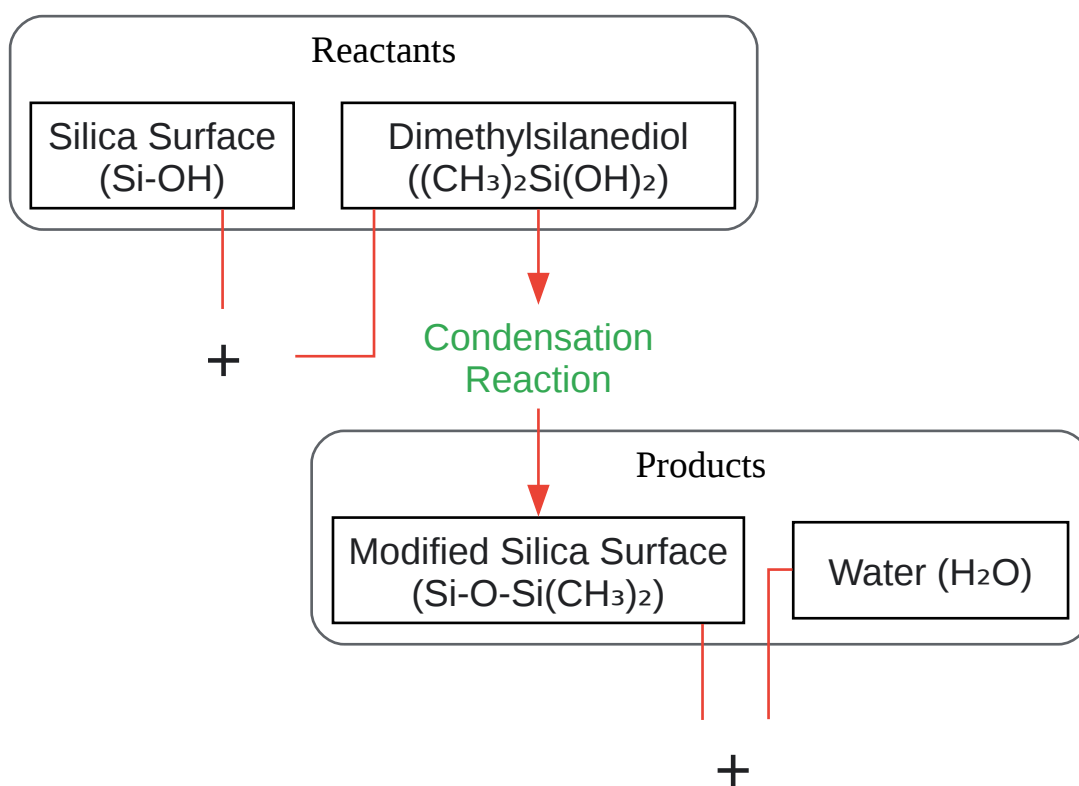 Reactants
Silica Surface
(Si-OH)
Dimethylsilanediol
((CH₃)₂Si(OH)₂)
+
Condensation
Reaction
Products
Modified Silica Surface
(Si-O-Si(CH₃)₂)
Water (H₂O)
+